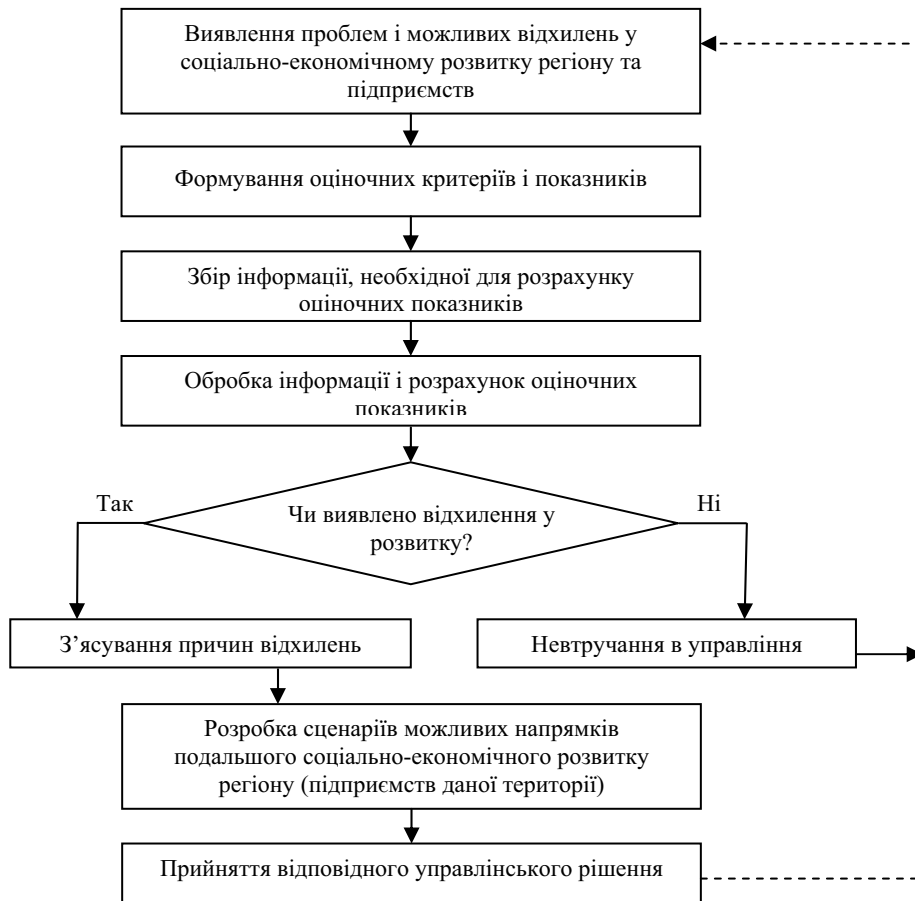 Виявлення проблем і можливих відхилень у
соціально-економічному розвитку регіону та
підприємств
Формування оціночних критеріїв і показників
Збір інформації, необхідної для розрахунку
оціночних показників
Обробка інформації і розрахунок оціночних
показників
Так
Ні
Чи виявлено відхилення у
розвитку?
З’ясування причин відхилень
Невтручання в управління
Розробка сценаріїв можливих напрямків
подальшого соціально-економічного розвитку
регіону (підприємств даної території)
Прийняття відповідного управлінського рішення